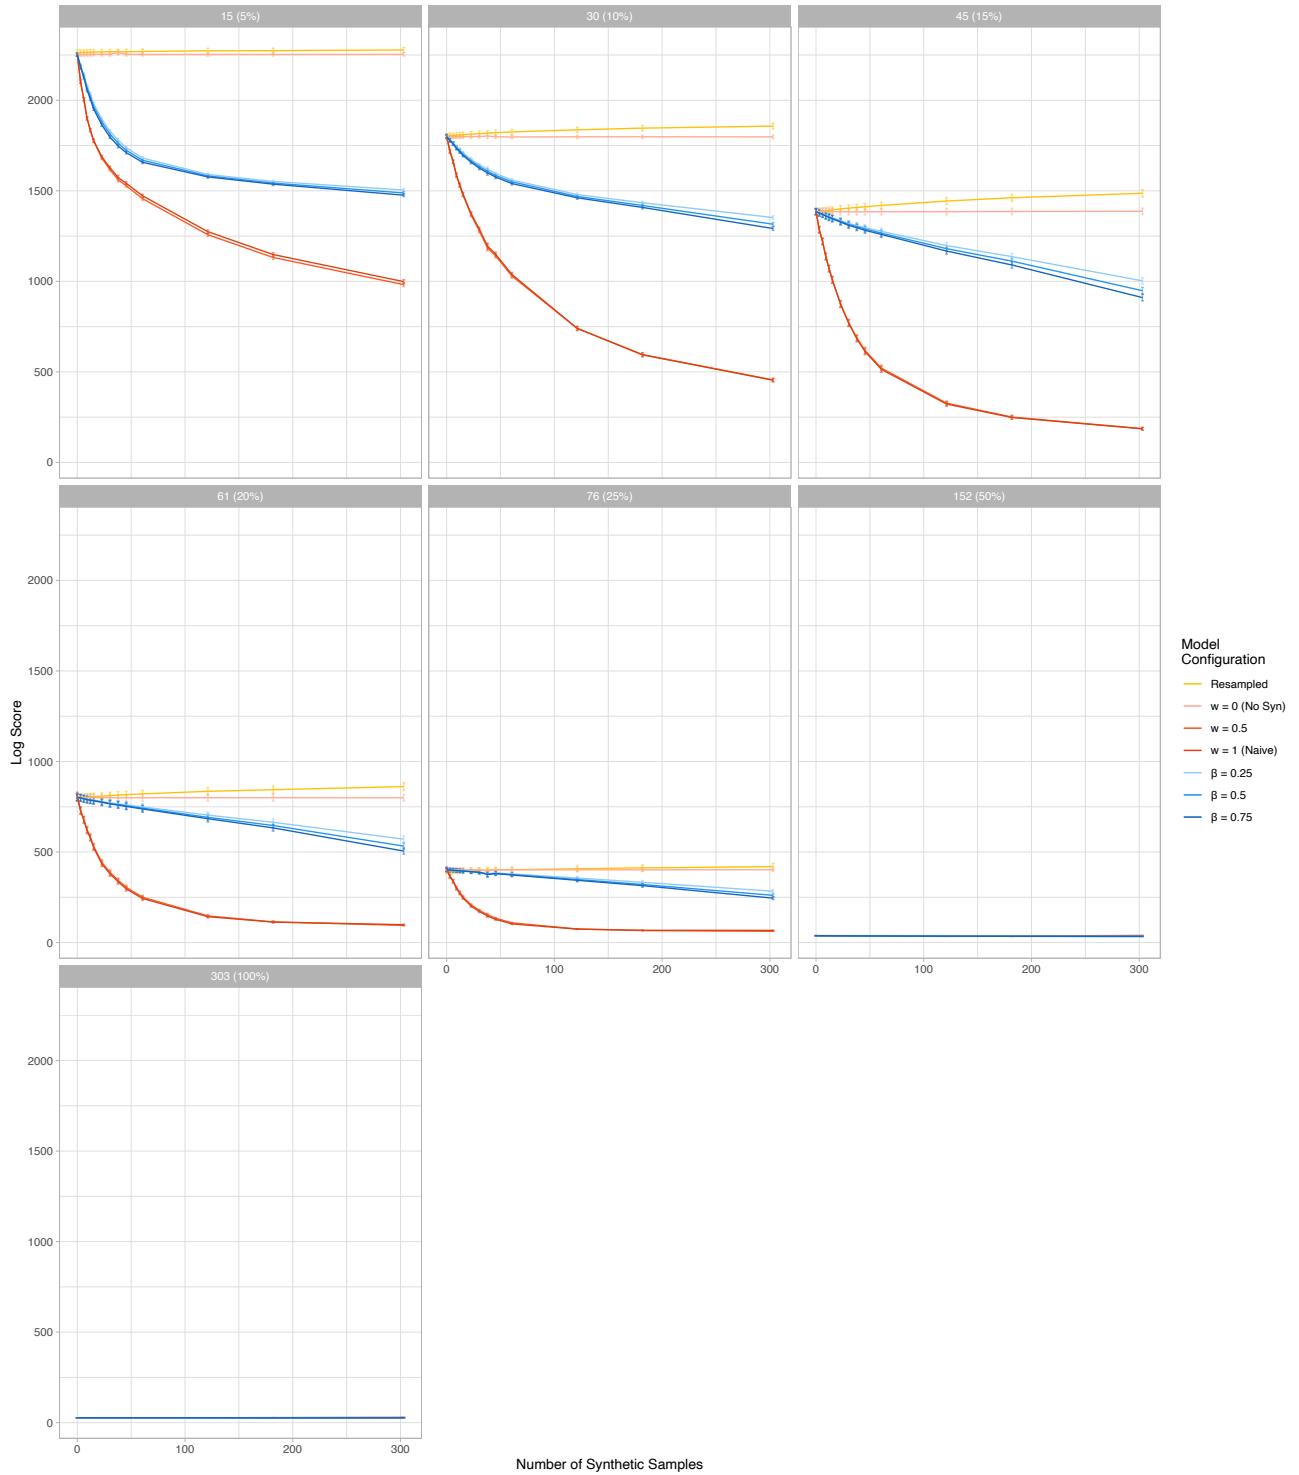 15 (5%)
30 (10%)
45 (15%)
2000
1500
1000
500
0
61 (20%)
76 (25%)
152 (50%)
2000
1500
1000
500
0
0 100 200 300
0 100 200 300
303 (100%)
2000
1500
1000
500
0
0 100 200 300
Number of Synthetic Samples
Log Score
Model
Configuration
Resampled
w = 0 (No Syn)
w = 0.5
w = 1 (Naive)
β = 0.25
β = 0.5
β = 0.75